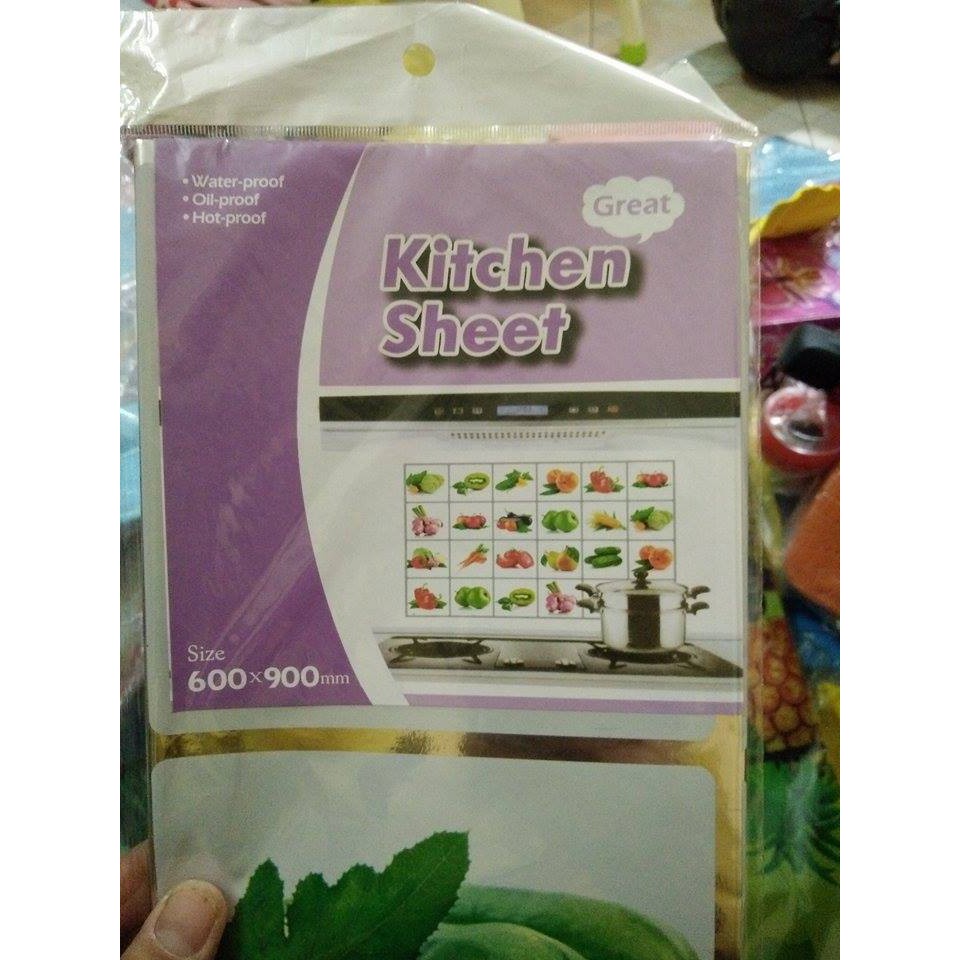 • Water-proof
• Oil-proof
• Hot-proof
Great
Kitchen
Sheet
Size
600×900mm